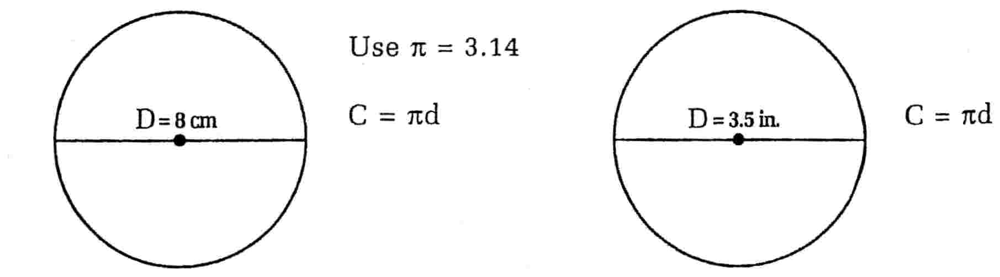 Use π = 3.14
D = 8 cm
C = πd
D = 3.5 in.
C = πd